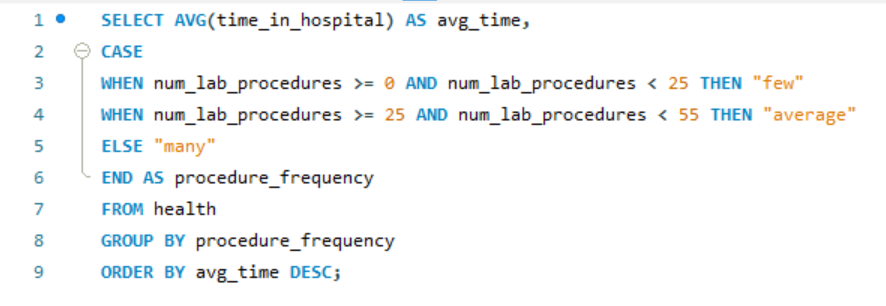 1 SELECT AVG(time_in_hospital) AS avg_time,
2 CASE
3 WHEN num_lab_procedures >= 0 AND num_lab_procedures < 25 THEN "few"
4 WHEN num_lab_procedures >= 25 AND num_lab_procedures < 55 THEN "average"
5 ELSE "many"
6 END AS procedure_frequency
7 FROM health
8 GROUP BY procedure_frequency
9 ORDER BY avg_time DESC;